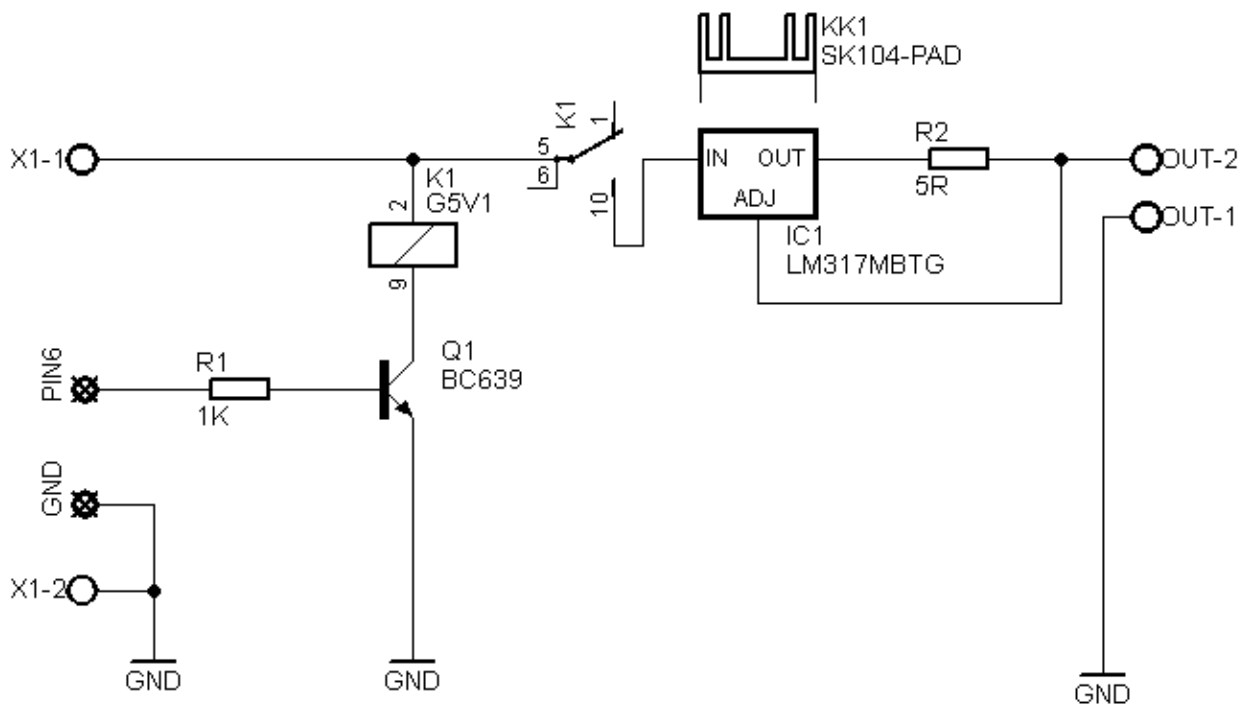 KK1
SK104-PAD
K1
1
X1-1
5
6
10
IN OUT
ADJ
R2
5R
OUT-2
OUT-1
K1
G5V1
2
9
IC1
LM317MBTG
PIN6
R1
1K
Q1
BC639
GND
X1-2
GND
GND
GND